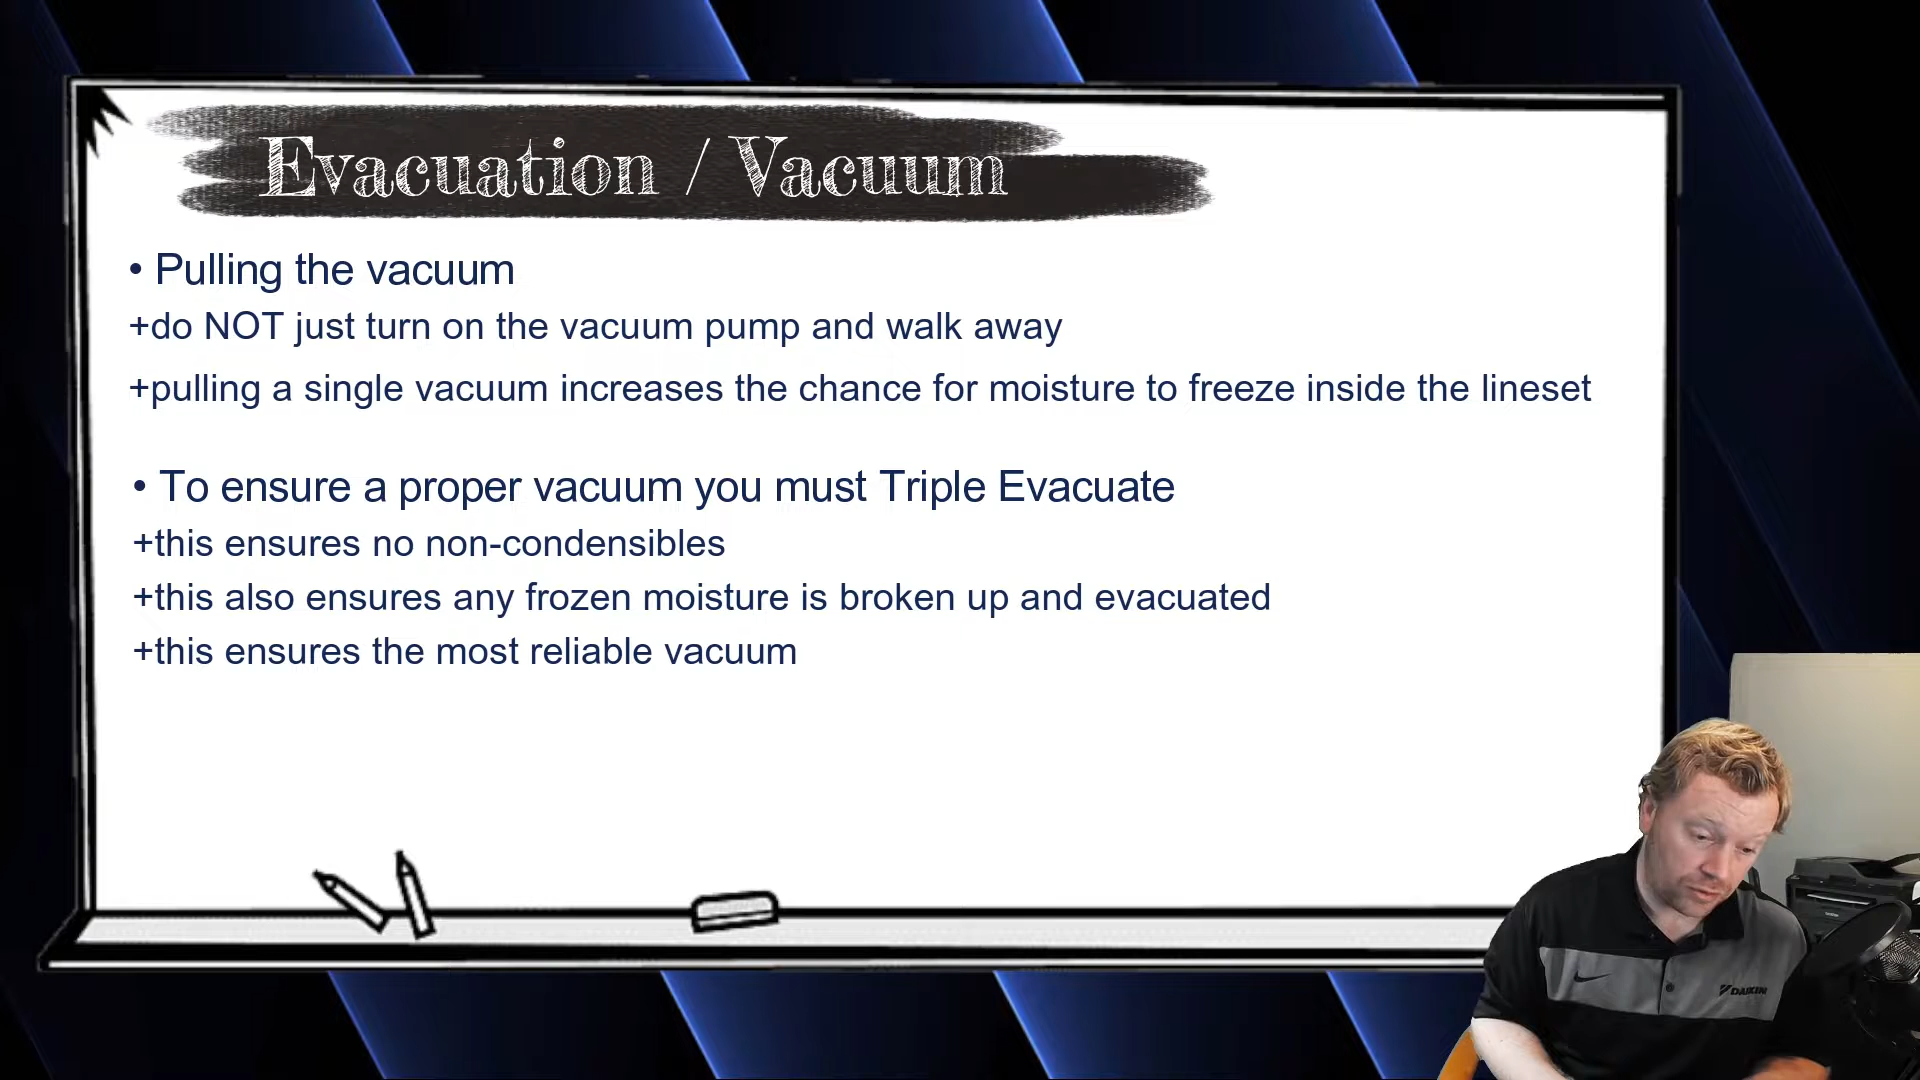 Evacuation / Vacuum
• Pulling the vacuum
+do NOT just turn on the vacuum pump and walk away
+pulling a single vacuum increases the chance for moisture to freeze inside the lineset
• To ensure a proper vacuum you must Triple Evacuate
+this ensures no non-condensibles
+this also ensures any frozen moisture is broken up and evacuated
+this ensures the most reliable vacuum
DAIKIN